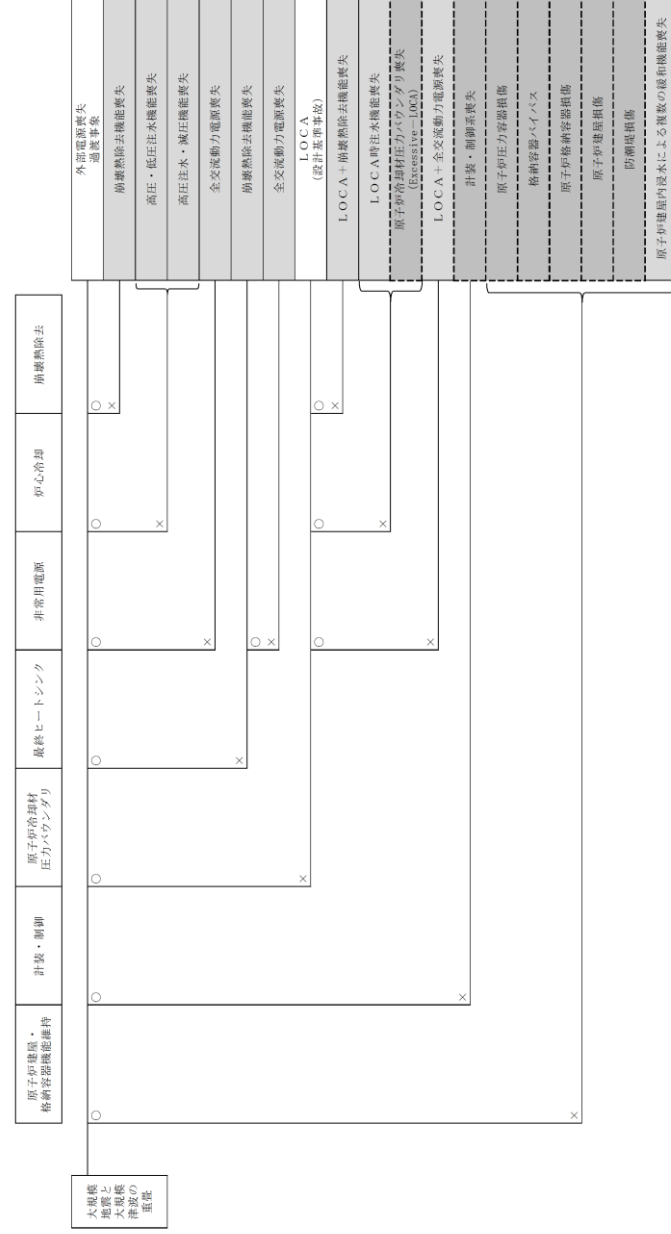 大規模
地震と
大規模
津波の
重畳
原子炉建屋・
格納容器機能維持
計装・制御
原子炉冷却材
圧力バウンダリ
最終ヒートシンク
非常用電源
炉心冷却
崩壊熱除去
外部電源喪失
過渡事象
崩壊熱除去機能喪失
高圧・低圧注水機能喪失
高圧注水・減圧機能喪失
全交流動力電源喪失
崩壊熱除去機能喪失
全交流動力電源喪失
LOCA
(設計基準事故)
LOCA+崩壊熱除去機能喪失
LOCA時注水機能喪失
原子炉冷却材圧力バウンダリ喪失
(Excessive-LOCA)
LOCA+全交流動力電源喪失
計装・制御系喪失
原子炉圧力容器損傷
格納容器バイパス
原子炉格納容器損傷
原子炉建屋損傷
防潮堤損傷
原子炉建屋内浸水による複数の緩和機能喪失
○
×
○
×
○
×
○
×
○
×
○
×
○
×
○
×
○
×
○
×
○
×